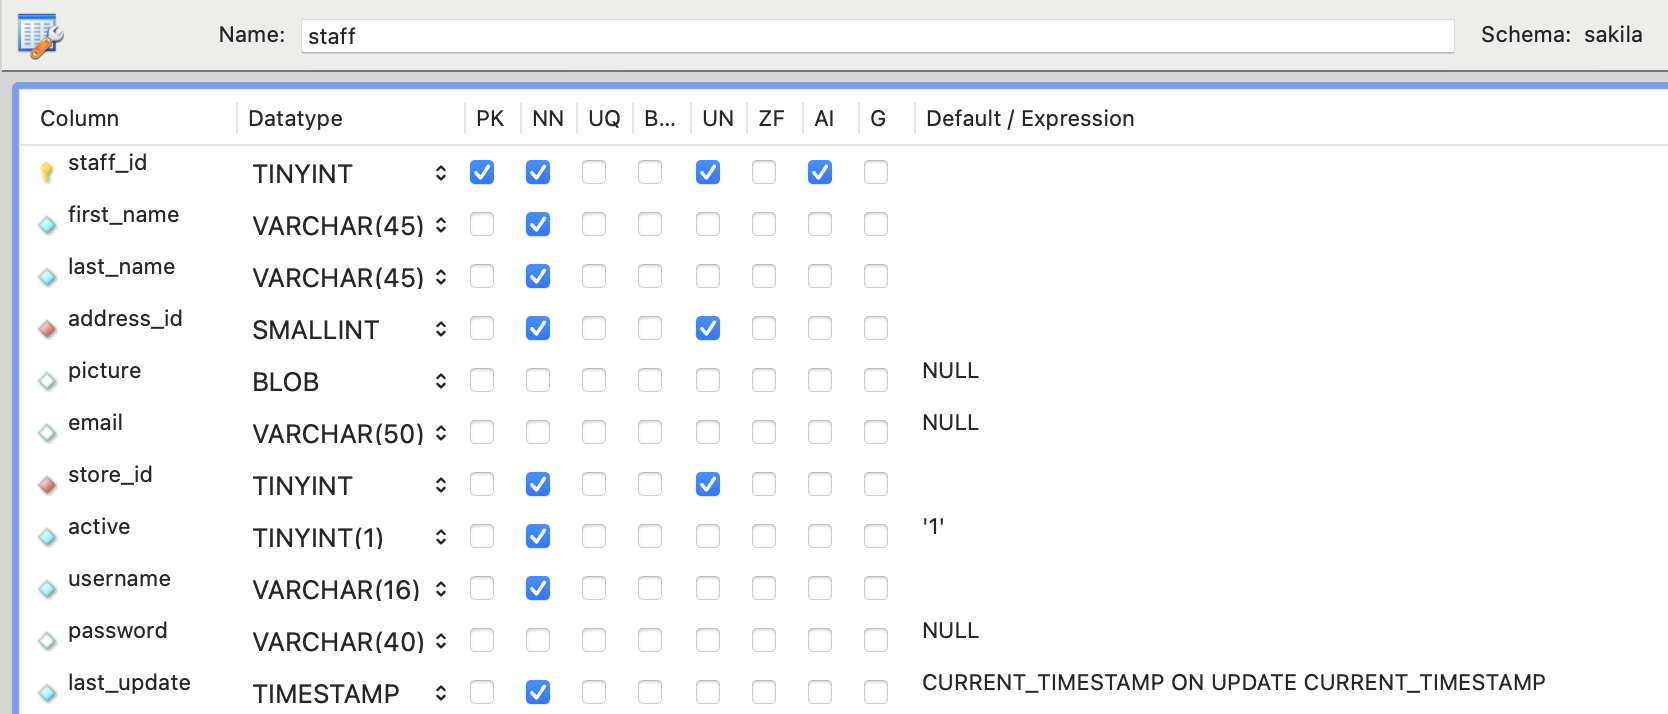 Name: staff Schema: sakila
Column Datatype PK NN UQ B... UN ZF AI G Default / Expression
staff_id TINYINT
first_name VARCHAR(45)
last_name VARCHAR(45)
address_id SMALLINT
picture BLOB NULL
email VARCHAR(50) NULL
store_id TINYINT
active TINYINT(1) '1'
username VARCHAR(16)
password VARCHAR(40) NULL
last_update TIMESTAMP CURRENT_TIMESTAMP ON UPDATE CURRENT_TIMESTAMP